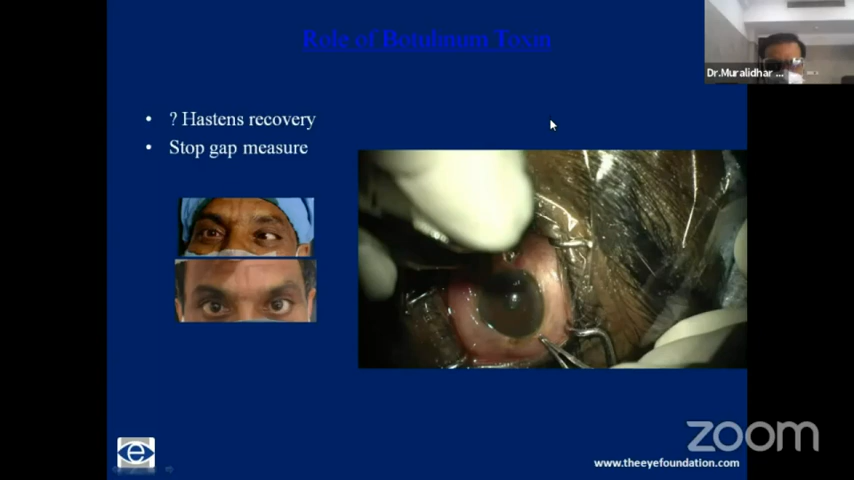 Role of Botulinum Toxin
Dr.Muralidhar ...
• ? Hastens recovery
• Stop gap measure
zoom
e
www.theeyefoundation.com